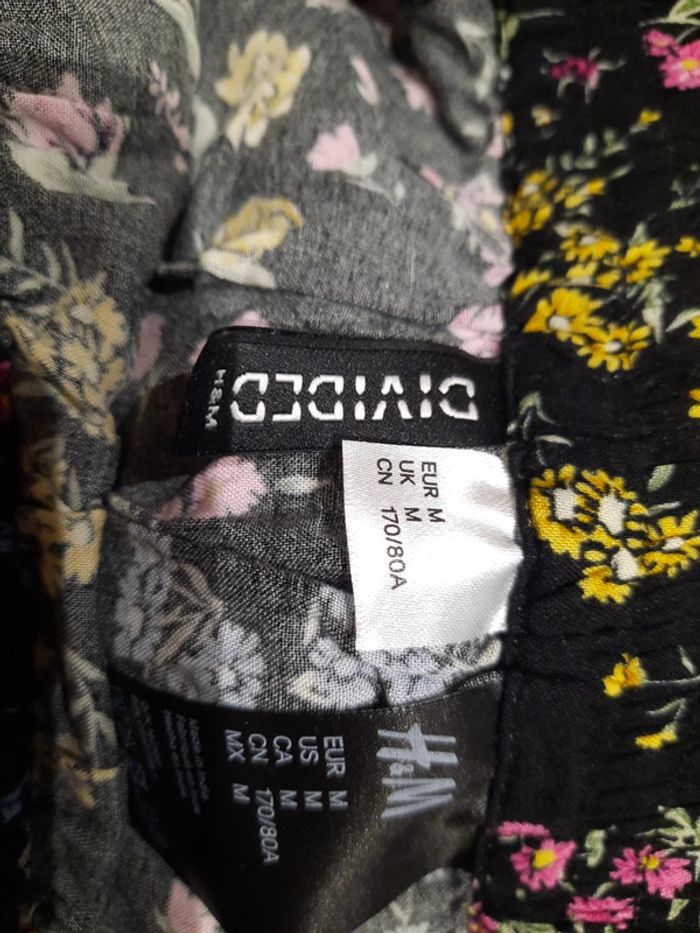 DIVIDED
H&M
EUR M
UK M
CN 170/80A
H&M
EUR M
US M
CA M
CN 170/80A
MX M